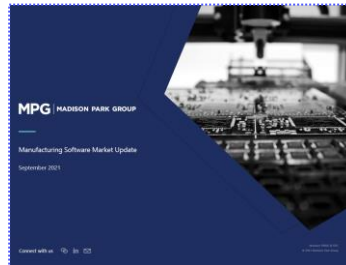 MPG | MADISON PARK GROUP
Manufacturing Software Market Update
September 2021
Connect with us